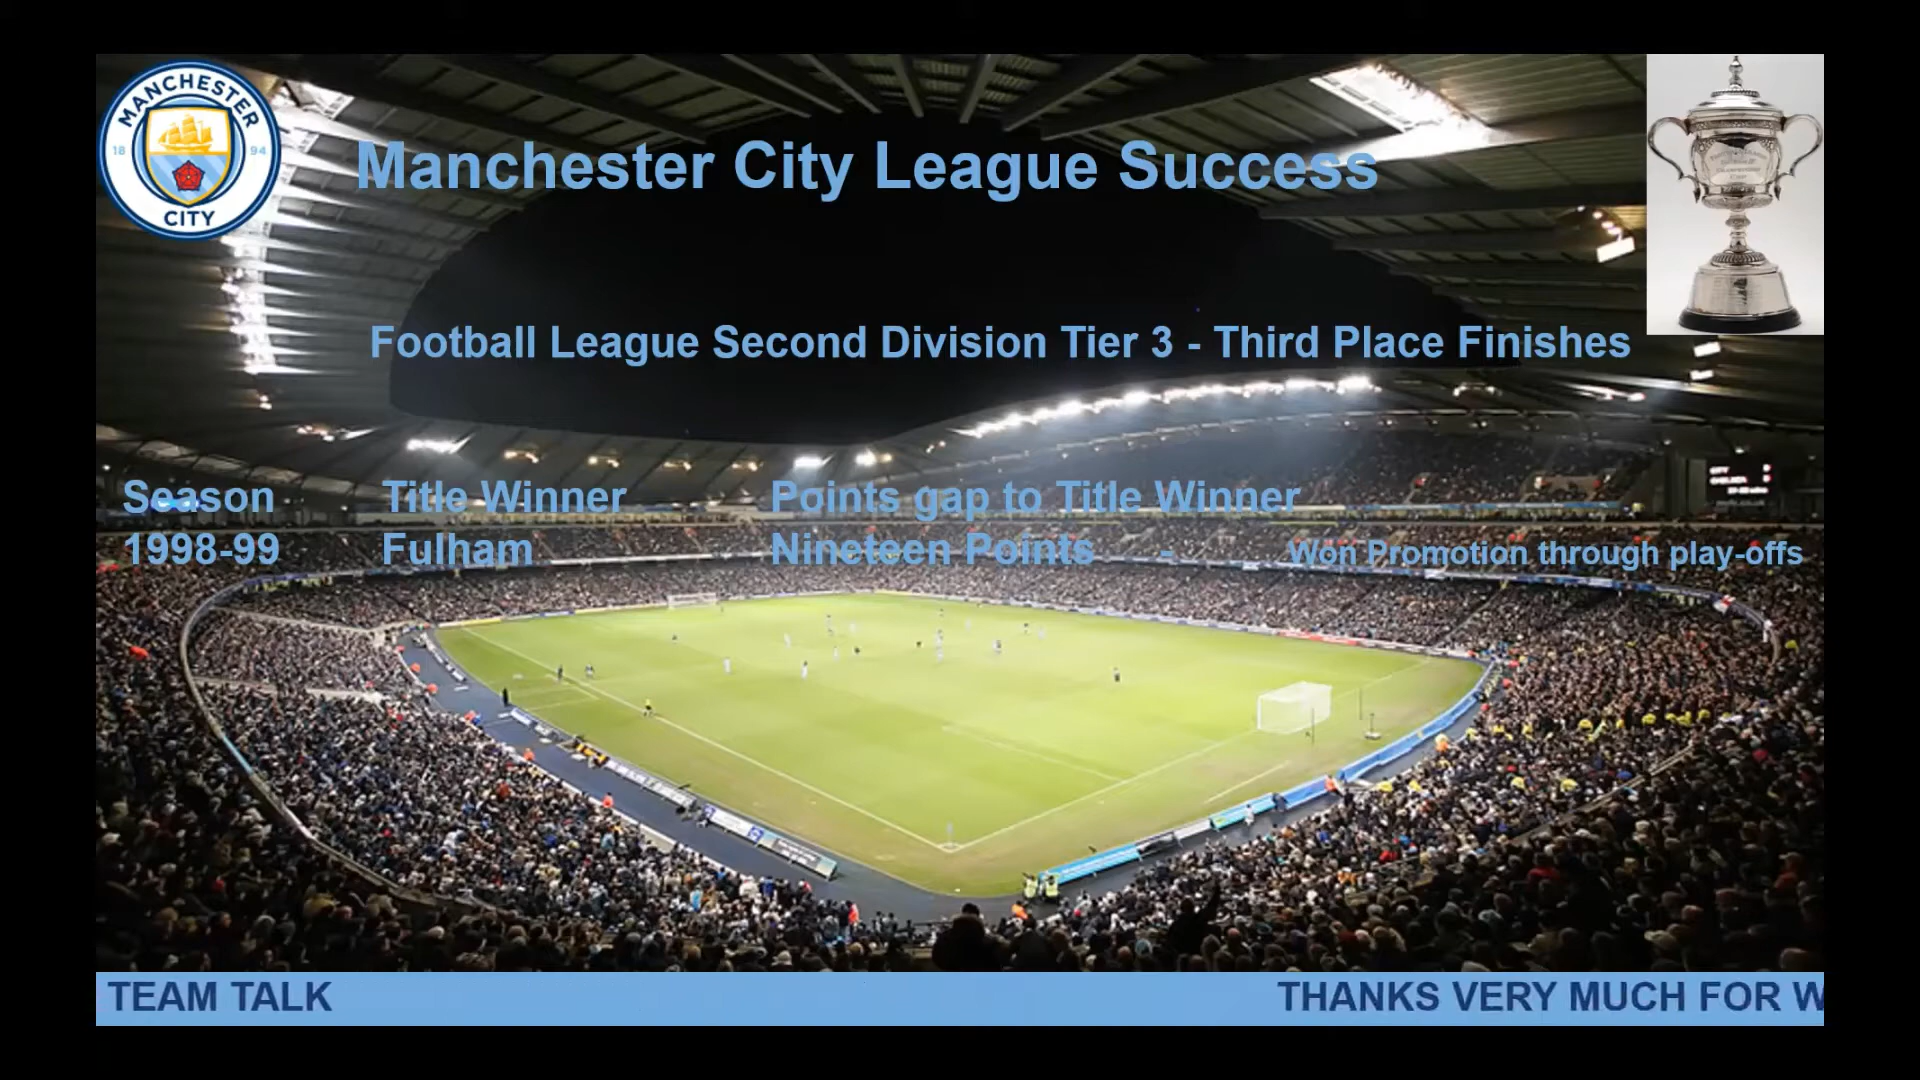 MANCHESTER
18 94
CITY
Manchester City League Success
Football League Second Division Tier 3 - Third Place Finishes
Season Title Winner Points gap to Title Winner
1998-99 Fulham Nineteen Points - Won Promotion through play-offs
TEAM TALK THANKS VERY MUCH FOR W